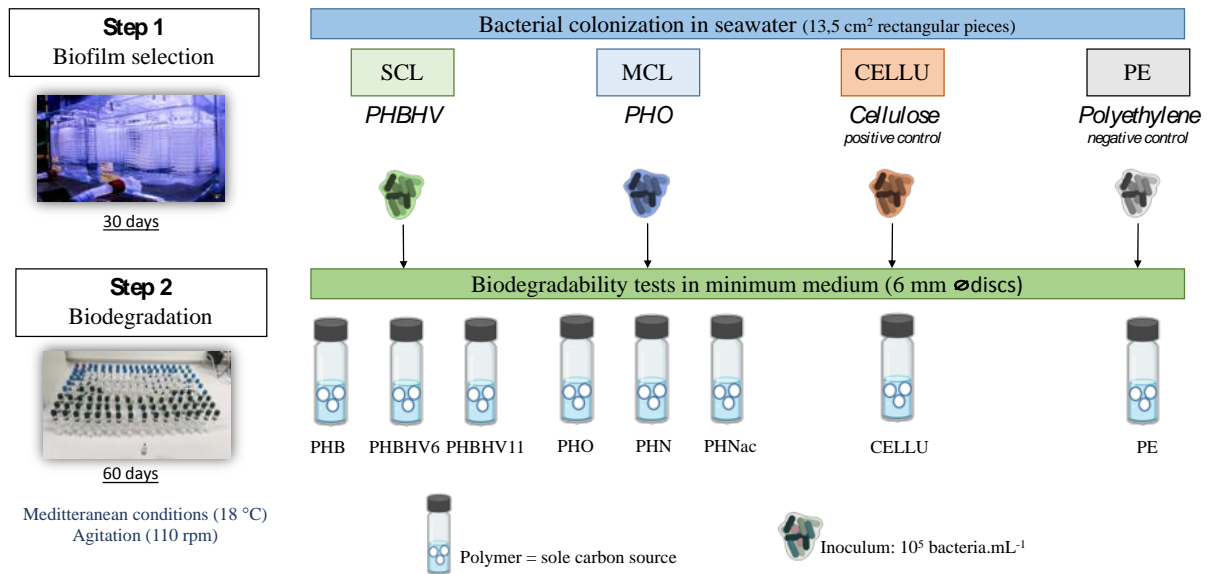 Step 1
Biofilm selection
30 days
Bacterial colonization in seawater (13,5 cm² rectangular pieces)
SCL
MCL
CELLU
PE
PHBHV
PHO
Cellulose
positive control
Polyethylene
negative control
Step 2
Biodegradation
60 days
Meditteranean conditions (18 °C)
Agitation (110 rpm)
Biodegradability tests in minimum medium (6 mm ⌀discs)
PHB
PHBHV6
PHBHV11
PHO
PHN
PHNac
CELLU
PE
Polymer = sole carbon source
Inoculum: 10⁵ bacteria.mL⁻¹